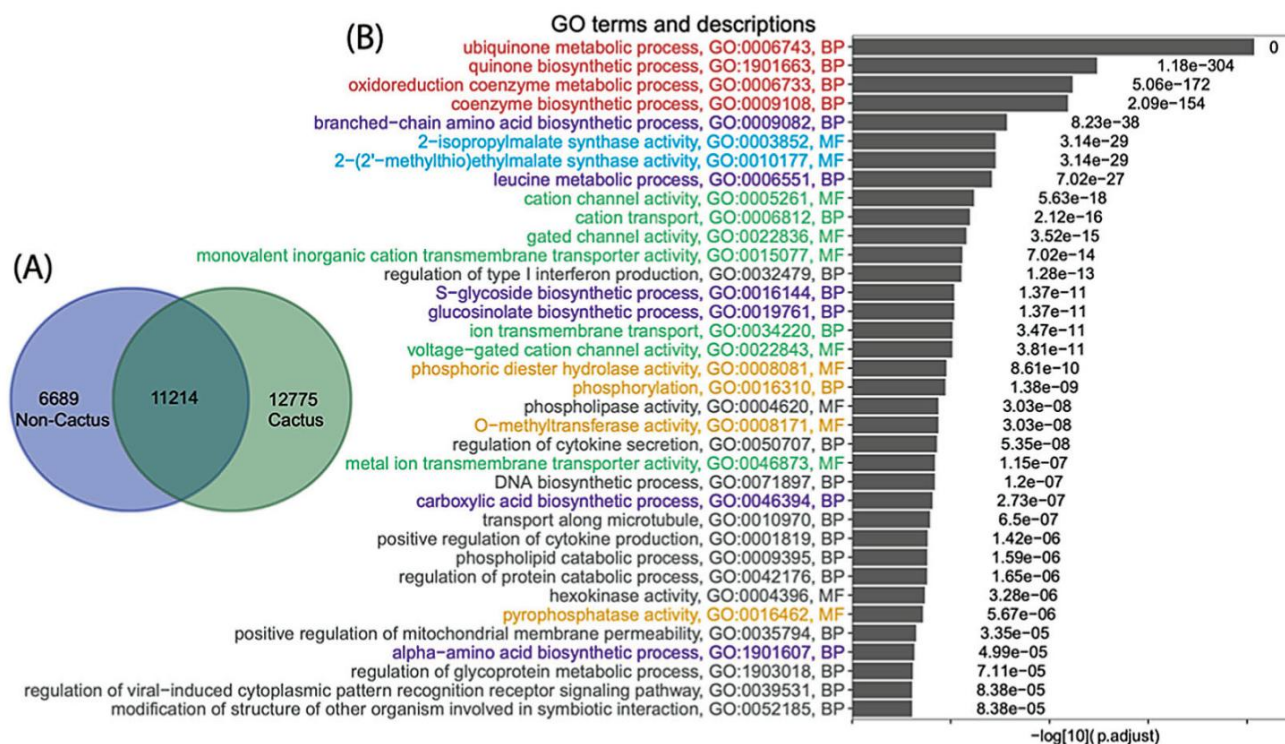 (A)
6689
Non-Cactus
11214
12775
Cactus
(B)
GO terms and descriptions
ubiquinone metabolic process, GO:0006743, BP 0
quinone biosynthetic process, GO:1901663, BP 1.18e−304
oxidoreduction coenzyme metabolic process, GO:0006733, BP 5.06e−172
coenzyme biosynthetic process, GO:0009108, BP 2.09e−154
branched−chain amino acid biosynthetic process, GO:0009082, BP 8.23e−38
2−isopropylmalate synthase activity, GO:0003852, MF 3.14e−29
2−(2'−methylthio)ethylmalate synthase activity, GO:0010177, MF 3.14e−29
leucine metabolic process, GO:0006551, BP 7.02e−27
cation channel activity, GO:0005261, MF 5.63e−18
cation transport, GO:0006812, BP 2.12e−16
gated channel activity, GO:0022836, MF 3.52e−15
monovalent inorganic cation transmembrane transporter activity, GO:0015077, MF 7.02e−14
regulation of type I interferon production, GO:0032479, BP 1.28e−13
S−glycoside biosynthetic process, GO:0016144, BP 1.37e−11
glucosinolate biosynthetic process, GO:0019761, BP 1.37e−11
ion transmembrane transport, GO:0034220, BP 3.47e−11
voltage−gated cation channel activity, GO:0022843, MF 3.81e−11
phosphoric diester hydrolase activity, GO:0008081, MF 8.61e−10
phosphorylation, GO:0016310, BP 1.38e−09
phospholipase activity, GO:0004620, MF 3.03e−08
O−methyltransferase activity, GO:0008171, MF 3.03e−08
regulation of cytokine secretion, GO:0050707, BP 5.35e−08
metal ion transmembrane transporter activity, GO:0046873, MF 1.15e−07
DNA biosynthetic process, GO:0071897, BP 1.2e−07
carboxylic acid biosynthetic process, GO:0046394, BP 2.73e−07
transport along microtubule, GO:0010970, BP 6.5e−07
positive regulation of cytokine production, GO:0001819, BP 1.42e−06
phospholipid catabolic process, GO:0009395, BP 1.59e−06
regulation of protein catabolic process, GO:0042176, BP 1.65e−06
hexokinase activity, GO:0004396, MF 3.28e−06
pyrophosphatase activity, GO:0016462, MF 5.67e−06
positive regulation of mitochondrial membrane permeability, GO:0035794, BP 3.35e−05
alpha−amino acid biosynthetic process, GO:1901607, BP 4.99e−05
regulation of glycoprotein metabolic process, GO:1903018, BP 7.11e−05
regulation of viral−induced cytoplasmic pattern recognition receptor signaling pathway, GO:0039531, BP 8.38e−05
modification of structure of other organism involved in symbiotic interaction, GO:0052185, BP 8.38e−05
−log[10](p.adjust)